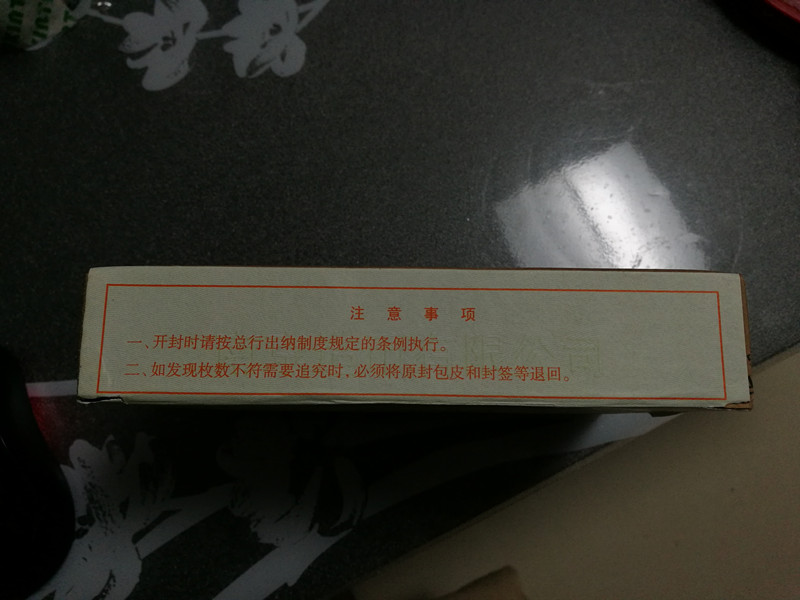 注意事项
一、开封时请按总行出纳制度规定的条例执行。
二、如发现枚数不符需要追究时，必须将原封包皮和封签等退回。